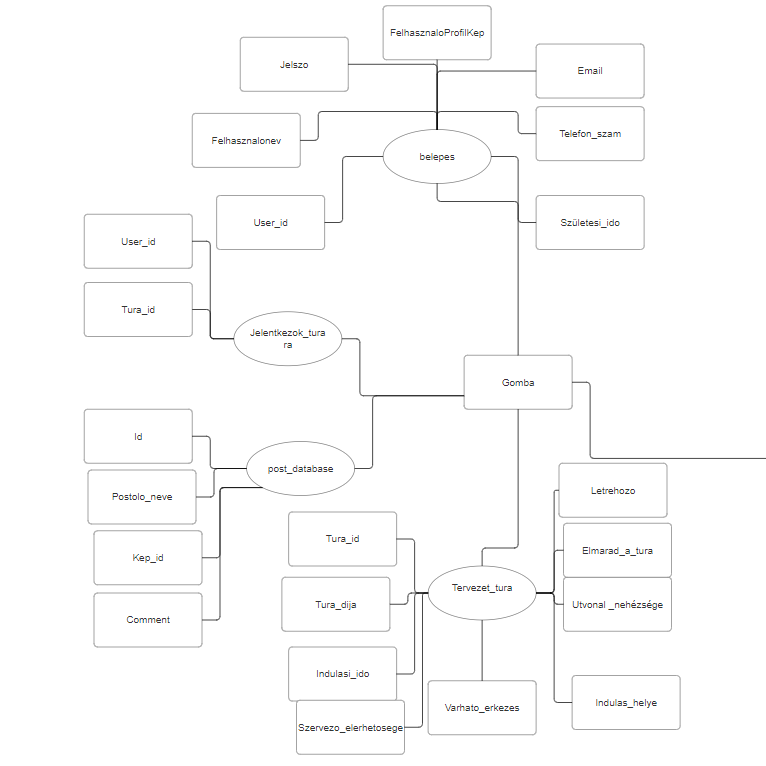 FelhasznaloProfilKep
Jelszo
Email
Felhasznalonev
Telefon_szam
belepes
User_id
Születesi_ido
User_id
Tura_id
Jelentkezok_tura
ra
Gomba
Id
post_database
Postolo_neve
Kep_id
Comment
Letrehozo
Tura_id
Elmarad_a_tura
Tervezet_tura
Tura_dija
Utvonal _nehézsége
Indulasi_ido
Indulas_helye
Varhato_erkezes
Szervezo_elerhetosege